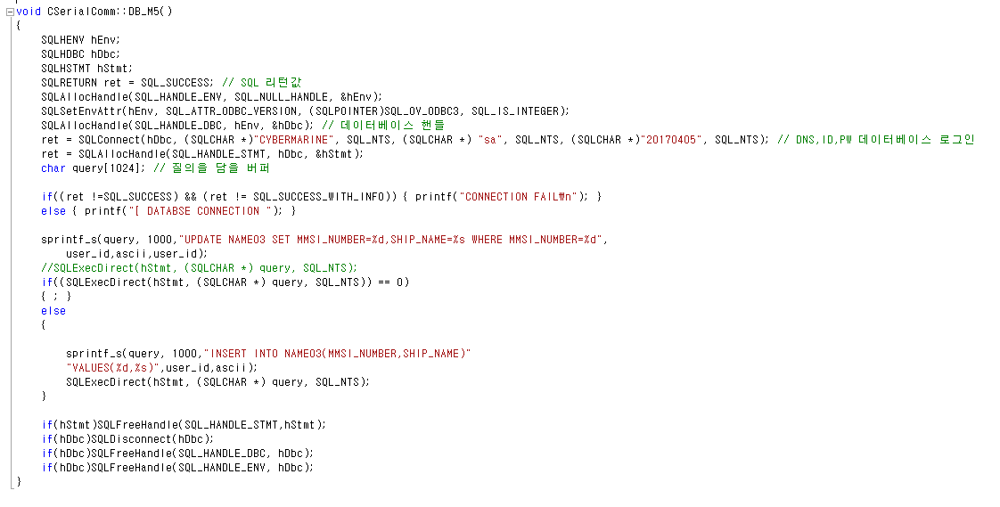 void CSerialComm::DB_M5()
{
SQLHENV hEnv;
SQLHDBC hDbc;
SQLHSTMT hStmt;
SQLRETURN ret = SQL_SUCCESS; // SQL 리턴값
SQLAllocHandle(SQL_HANDLE_ENV, SQL_NULL_HANDLE, &hEnv);
SQLSetEnvAttr(hEnv, SQL_ATTR_ODBC_VERSION, (SQLPOINTER)SQL_OV_ODBC3, SQL_IS_INTEGER);
SQLAllocHandle(SQL_HANDLE_DBC, hEnv, &hDbc); // 데이터베이스 핸들
ret = SQLConnect(hDbc, (SQLCHAR *)"CYBERMARINE", SQL_NTS, (SQLCHAR *) "sa", SQL_NTS, (SQLCHAR *)"20170405", SQL_NTS); // DNS,ID,PW 데이터베이스 로그인
ret = SQLAllocHandle(SQL_HANDLE_STMT, hDbc, &hStmt);
char query[1024]; // 질의를 담을 버퍼
if((ret !=SQL_SUCCESS) && (ret != SQL_SUCCESS_WITH_INFO)) { printf("CONNECTION FAIL₩n"); }
else { printf("[ DATABSE CONNECTION "); }
sprintf_s(query, 1000,"UPDATE NAME03 SET MMSI_NUMBER=%d,SHIP_NAME=%s WHERE MMSI_NUMBER=%d",
user_id,ascii,user_id);
//SQLExecDirect(hStmt, (SQLCHAR *) query, SQL_NTS);
if((SQLExecDirect(hStmt, (SQLCHAR *) query, SQL_NTS)) == 0)
{ ; }
else
{
sprintf_s(query, 1000,"INSERT INTO NAME03(MMSI_NUMBER,SHIP_NAME)"
"VALUES(%d,%s)",user_id,ascii);
SQLExecDirect(hStmt, (SQLCHAR *) query, SQL_NTS);
}
if(hStmt)SQLFreeHandle(SQL_HANDLE_STMT,hStmt);
if(hDbc)SQLDisconnect(hDbc);
if(hDbc)SQLFreeHandle(SQL_HANDLE_DBC, hDbc);
if(hDbc)SQLFreeHandle(SQL_HANDLE_ENV, hDbc);
}